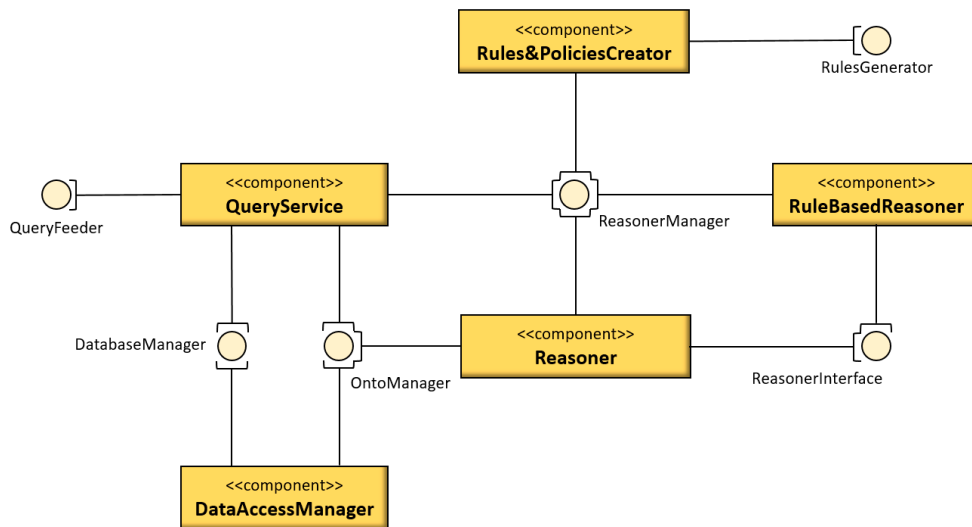 <<component>>
Rules&PoliciesCreator
RulesGenerator
<<component>>
QueryService
QueryFeeder
ReasonerManager
<<component>>
RuleBasedReasoner
DatabaseManager
OntoManager
<<component>>
Reasoner
ReasonerInterface
<<component>>
DataAccessManager